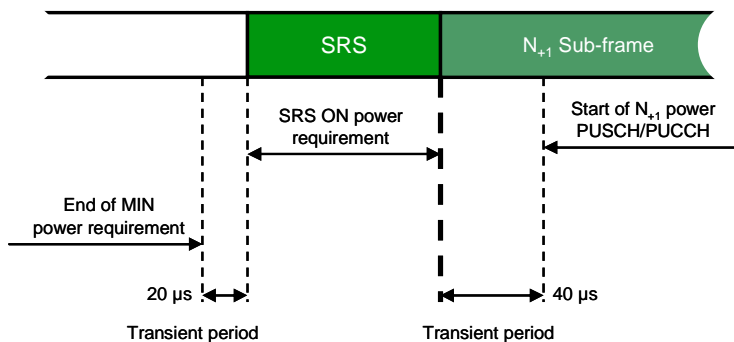 SRS
N+1 Sub-frame
SRS ON power
requirement
Start of N+1 power
PUSCH/PUCCH
End of MIN
power requirement
20 µs
40 µs
Transient period
Transient period